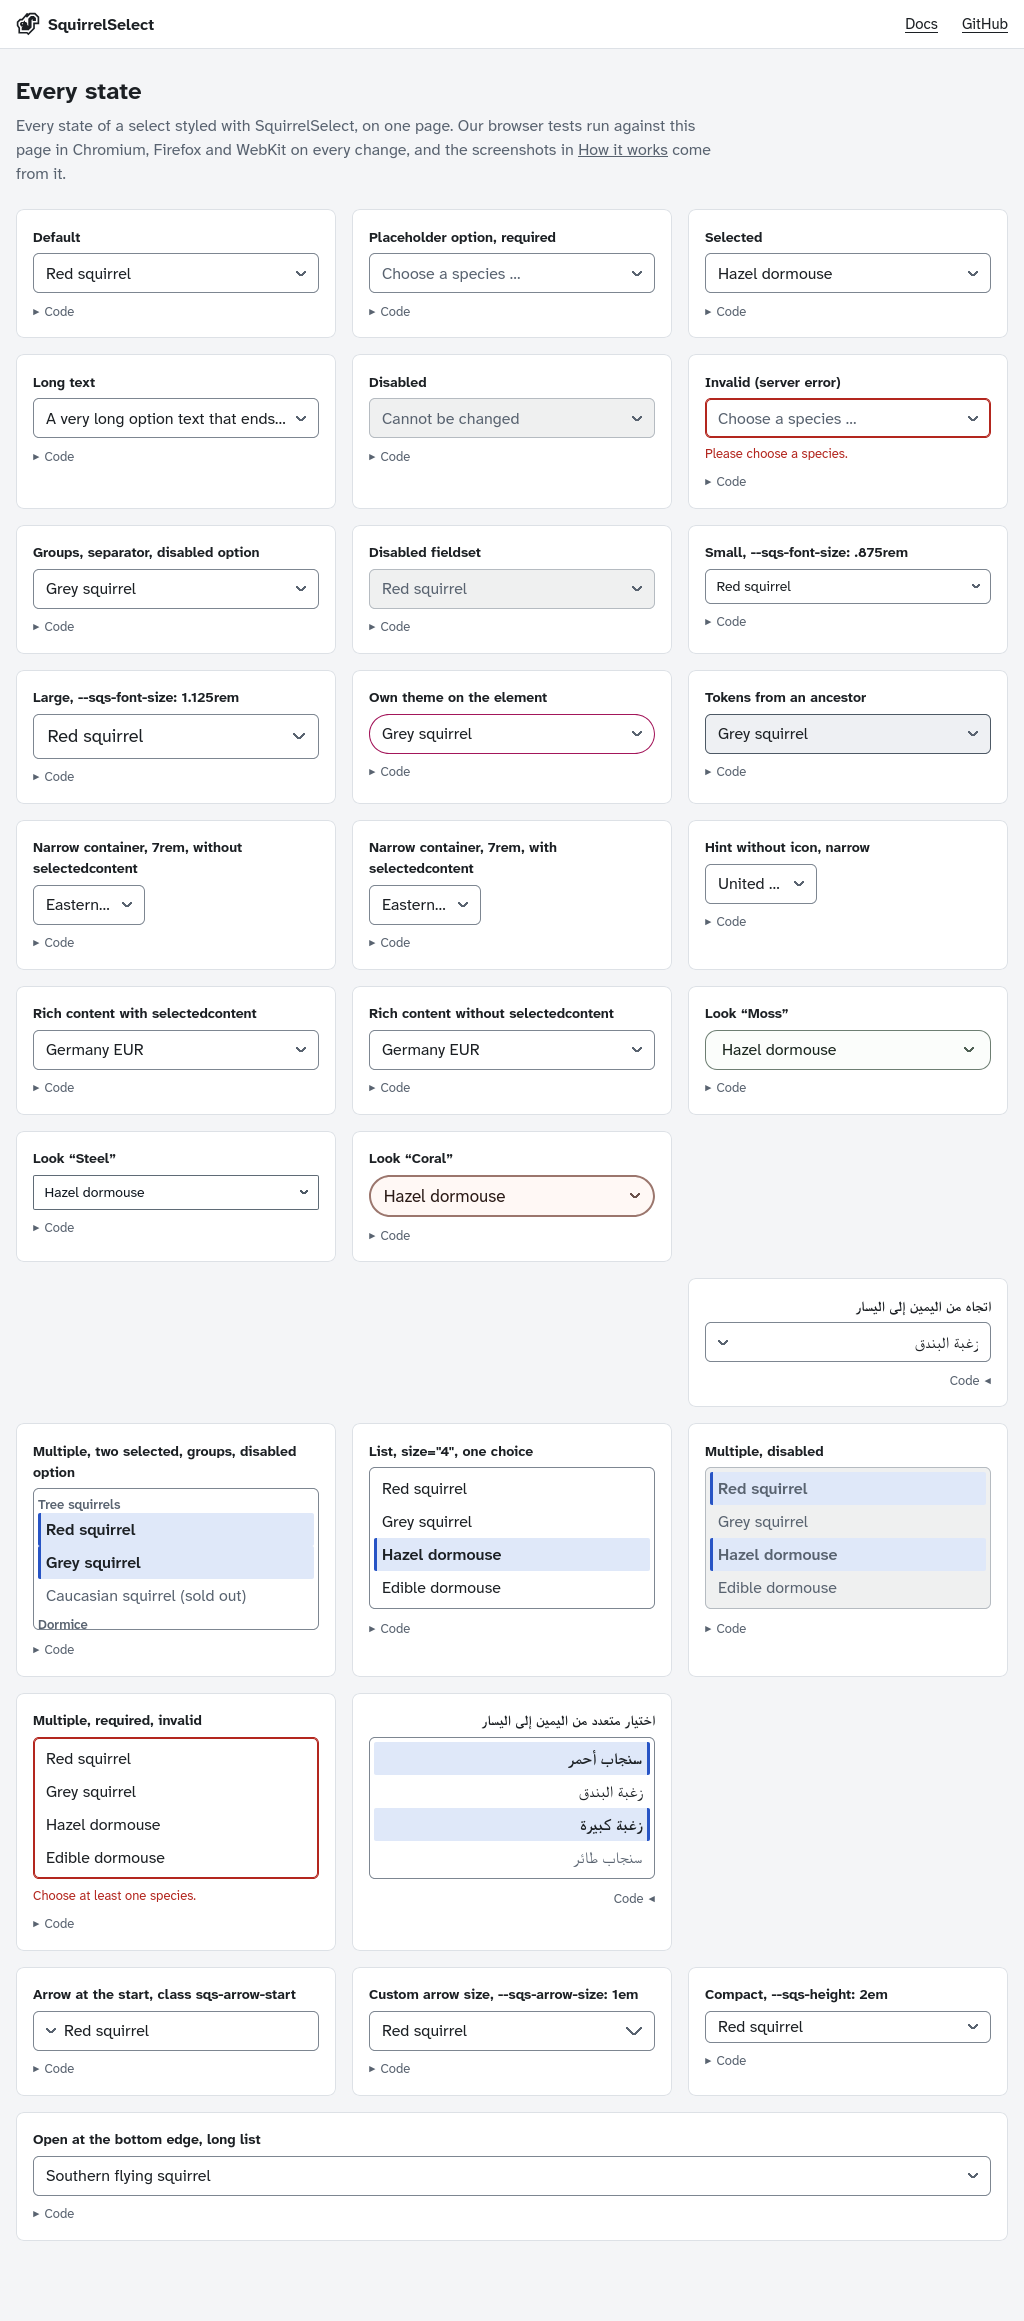 SquirrelSelect
Docs
GitHub
Every state
Every state of a select styled with SquirrelSelect, on one page. Our browser tests run against this
page in Chromium, Firefox and WebKit on every change, and the screenshots in How it works come
from it.
Default
Red squirrel
Code
Placeholder option, required
Choose a species ...
Code
Selected
Hazel dormouse
Code
Long text
A very long option text that ends...
Code
Disabled
Cannot be changed
Code
Invalid (server error)
Choose a species ...
Please choose a species.
Code
Groups, separator, disabled option
Grey squirrel
Code
Disabled fieldset
Red squirrel
Code
Small, --sqs-font-size: .875rem
Red squirrel
Code
Large, --sqs-font-size: 1.125rem
Red squirrel
Code
Own theme on the element
Grey squirrel
Code
Tokens from an ancestor
Grey squirrel
Code
Narrow container, 7rem, without
selectedcontent
Eastern...
Code
Narrow container, 7rem, with
selectedcontent
Eastern...
Code
Hint without icon, narrow
United ...
Code
Rich content with selectedcontent
Germany EUR
Code
Rich content without selectedcontent
Germany EUR
Code
Look “Moss”
Hazel dormouse
Code
Look “Steel”
Hazel dormouse
Code
Look “Coral”
Hazel dormouse
Code
اتجاه من اليمين إلى اليسار
زغبة البندق
Code
Multiple, two selected, groups, disabled
option
Tree squirrels
Red squirrel
Grey squirrel
Caucasian squirrel (sold out)
Dormice
Code
List, size="4", one choice
Red squirrel
Grey squirrel
Hazel dormouse
Edible dormouse
Code
Multiple, disabled
Red squirrel
Grey squirrel
Hazel dormouse
Edible dormouse
Code
Multiple, required, invalid
Red squirrel
Grey squirrel
Hazel dormouse
Edible dormouse
Choose at least one species.
Code
اختيار متعدد من اليمين إلى اليسار
سنجاب أحمر
زغبة البندق
زغبة كبيرة
سنجاب طائر
Code
Arrow at the start, class sqs-arrow-start
Red squirrel
Code
Custom arrow size, --sqs-arrow-size: 1em
Red squirrel
Code
Compact, --sqs-height: 2em
Red squirrel
Code
Open at the bottom edge, long list
Southern flying squirrel
Code